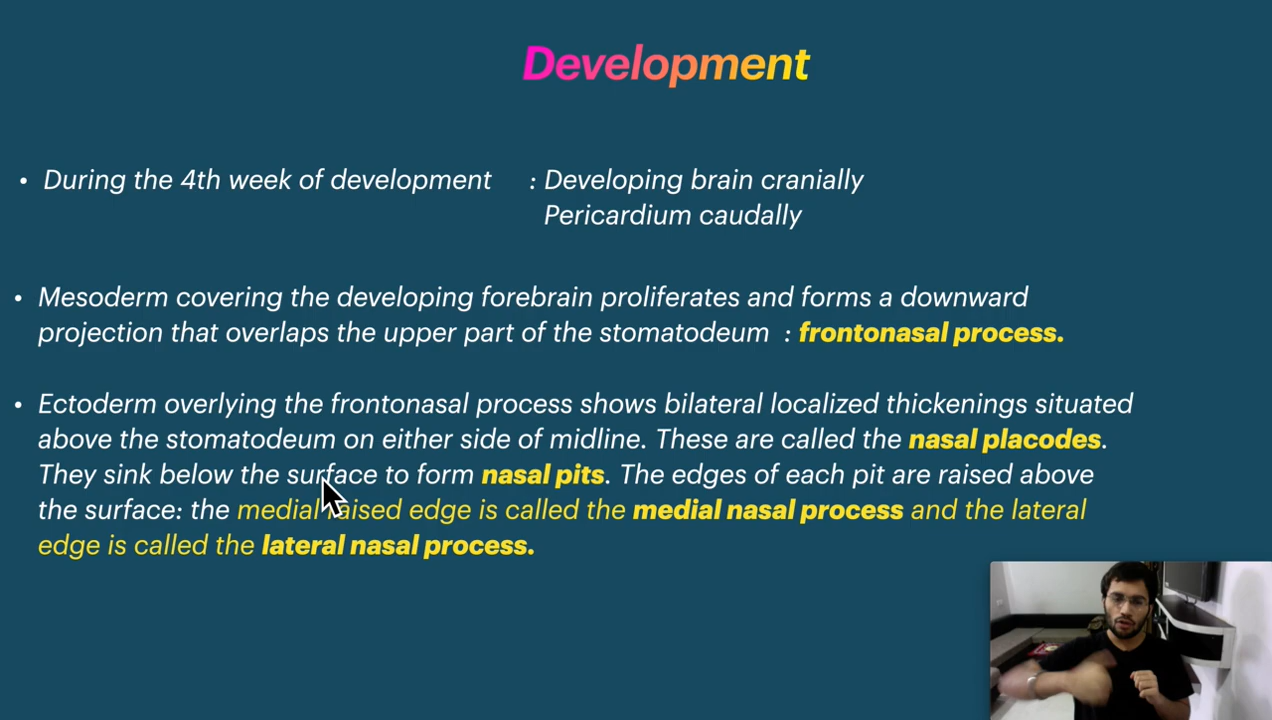 Development
• During the 4th week of development : Developing brain cranially
Pericardium caudally
• Mesoderm covering the developing forebrain proliferates and forms a downward
projection that overlaps the upper part of the stomatodeum : frontonasal process.
• Ectoderm overlying the frontonasal process shows bilateral localized thickenings situated
above the stomatodeum on either side of midline. These are called the nasal placodes.
They sink below the surface to form nasal pits. The edges of each pit are raised above
the surface: the medial raised edge is called the medial nasal process and the lateral
edge is called the lateral nasal process.